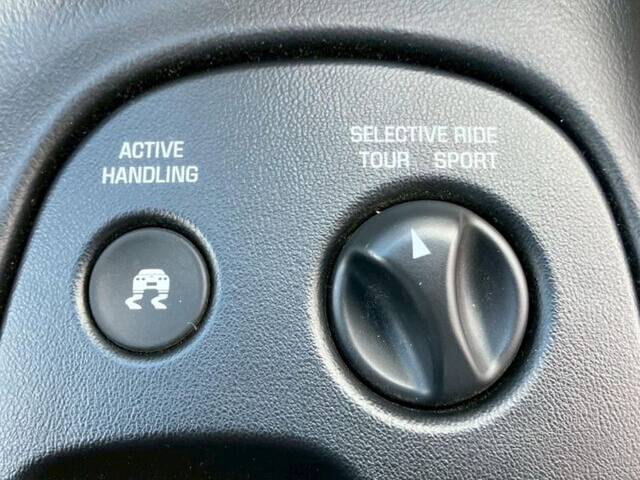 ACTIVE
HANDLING
SELECTIVE RIDE
TOUR SPORT